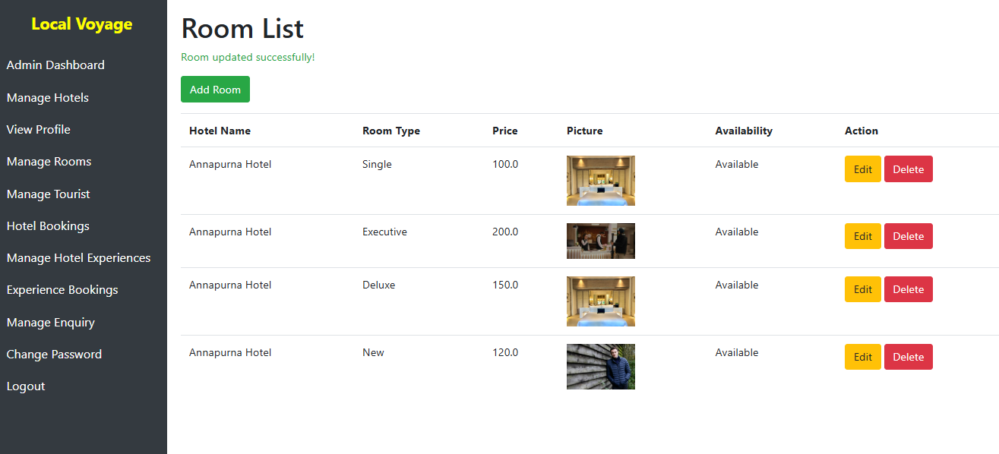 Local Voyage
Admin Dashboard
Manage Hotels
View Profile
Manage Rooms
Manage Tourist
Hotel Bookings
Manage Hotel Experiences
Experience Bookings
Manage Enquiry
Change Password
Logout
Room List
Room updated successfully!
Add Room
Hotel Name Room Type Price Picture Availability Action
Annapurna Hotel Single 100.0 Available Edit Delete
Annapurna Hotel Executive 200.0 Available Edit Delete
Annapurna Hotel Deluxe 150.0 Available Edit Delete
Annapurna Hotel New 120.0 Available Edit Delete